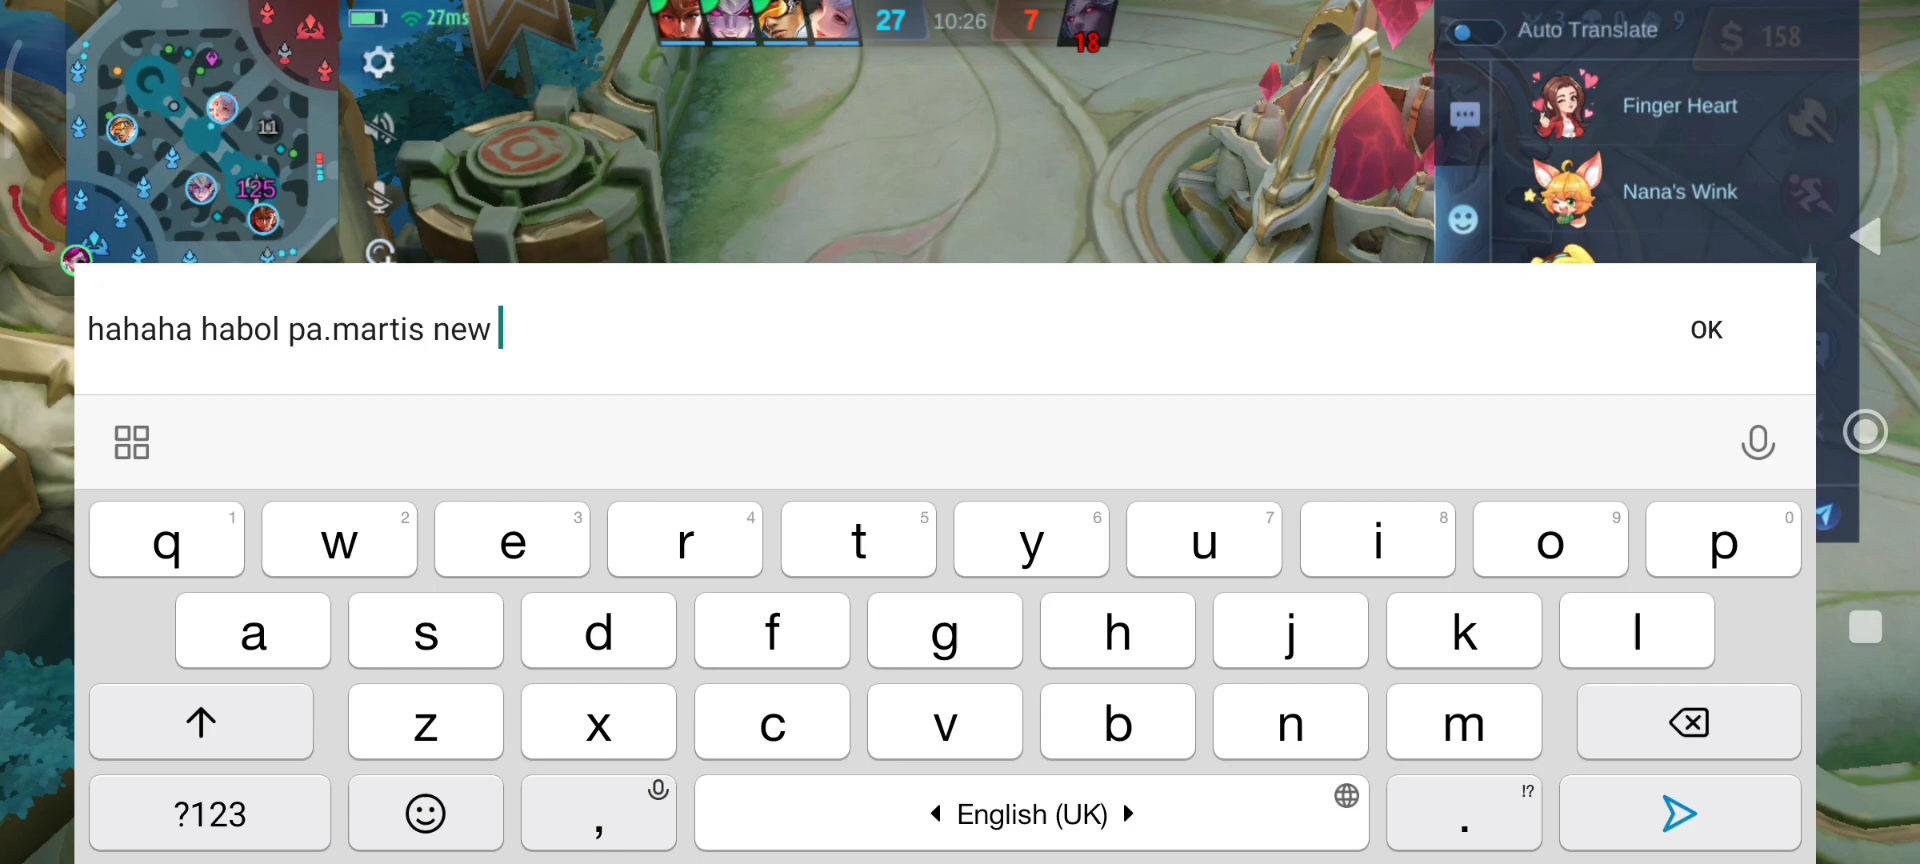 27ms
27 10:26 7
18
Auto Translate
$ 158
Finger Heart
Nana's Wink
11
125
hahaha habol pa.martis new
OK
q 1 w 2 e 3 r 4 t 5 y 6 u 7 i 8 o 9 p 0
a s d f g h j k l
z x c v b n m
?123 , English (UK) . !?